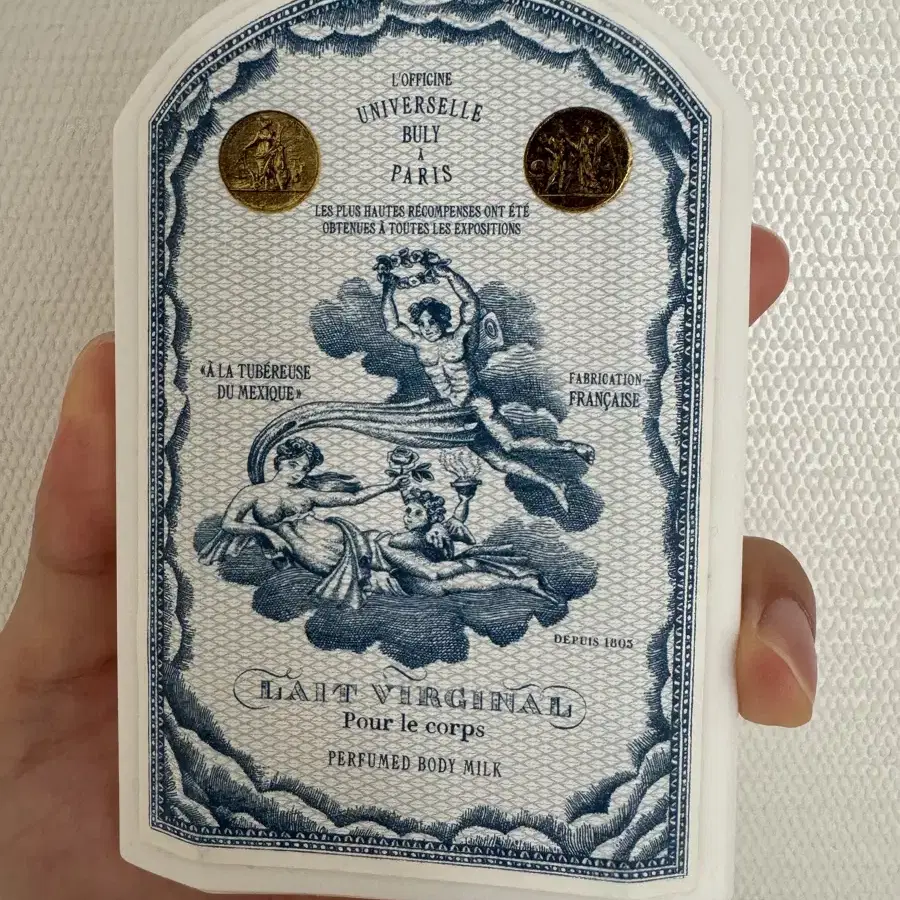 L'OFFICINE
UNIVERSELLE
BULY
À
PARIS
LES PLUS HAUTES RÉCOMPENSES ONT ÉTÉ
OBTENUES À TOUTES LES EXPOSITIONS
«À LA TUBÉREUSE
DU MEXIQUE»
FABRICATION
FRANÇAISE
DEPUIS 1803
LAIT VIRGINAL
Pour le corps
PERFUMED BODY MILK